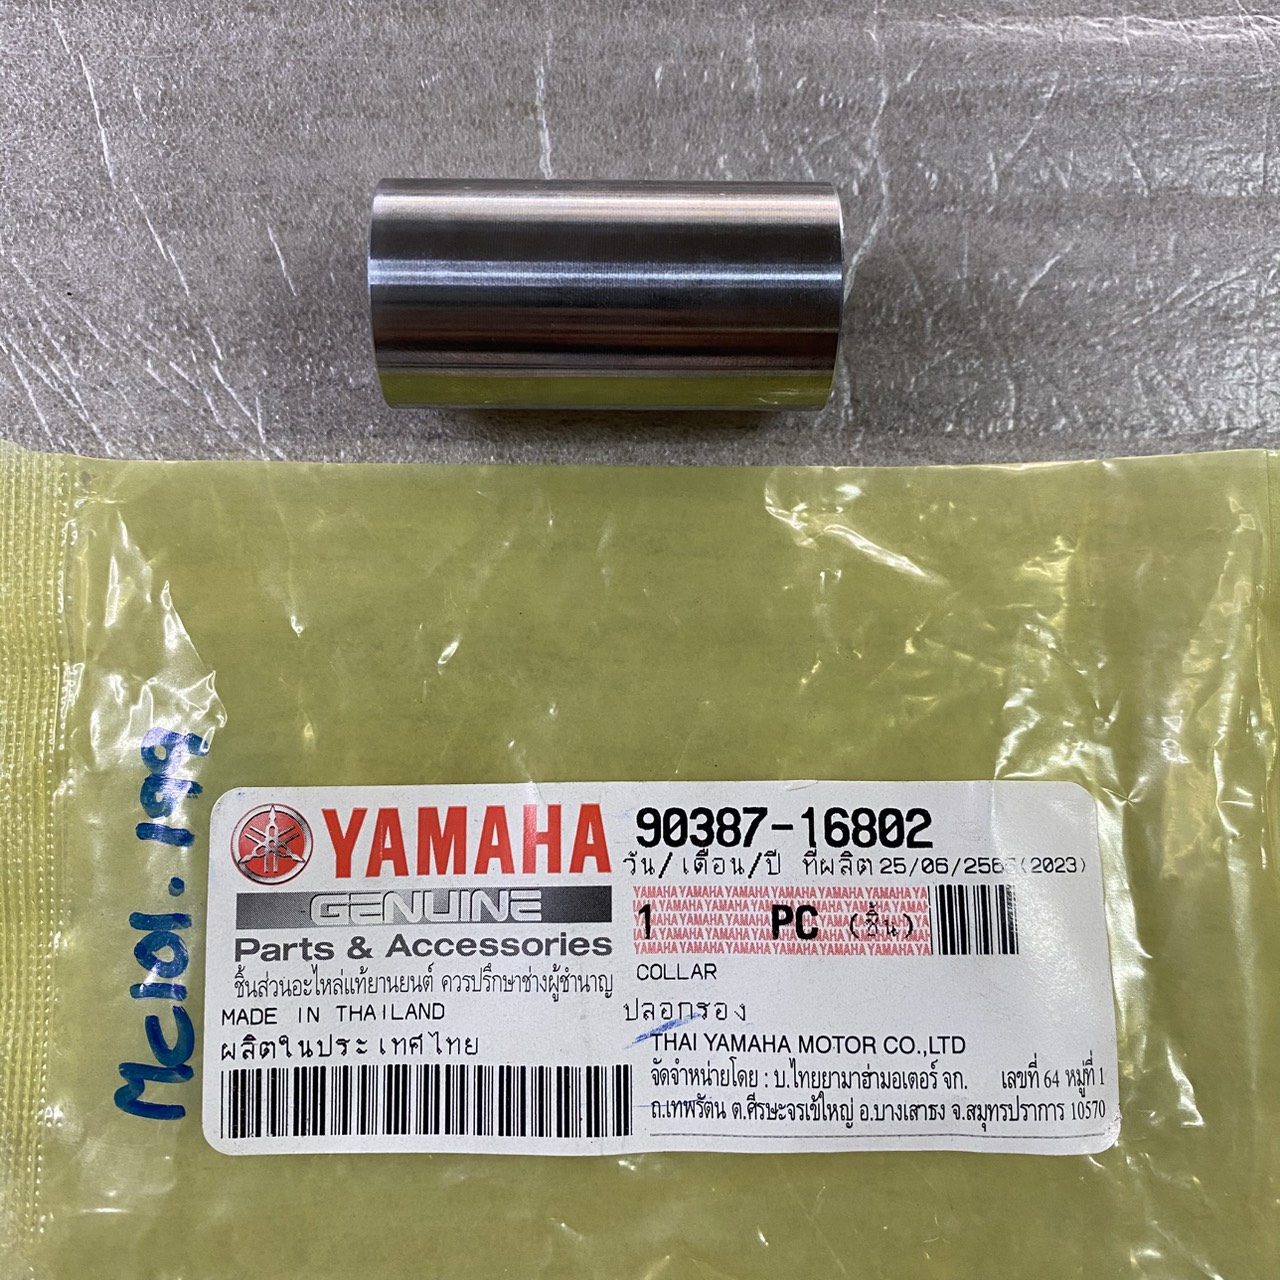 YAMAHA
GENUINE
Parts & Accessories
ชิ้นส่วนอะไหล่แท้ยานยนต์ ควรปรึกษาช่างผู้ชำนาญ
MADE IN THAILAND
ผลิตในประเทศไทย
90387-16802
วัน/เดือน/ปี ที่ผลิต 25/06/2566(2023)
YAMAHA YAMAHA YAMAHA YAMAHA YAMAHA YAMAHA
1 PC (ชิ้น)
COLLAR
ปลอกรอง
THAI YAMAHA MOTOR CO.,LTD
จัดจำหน่ายโดย : บ.ไทยยามาฮ่ามอเตอร์ จก. เลขที่ 64 หมู่ที่ 1
ถ.เทพรัตน ต.ศีรษะจรเข้ใหญ่ อ.บางเสาธง จ.สมุทรปราการ 10570
MC101.199